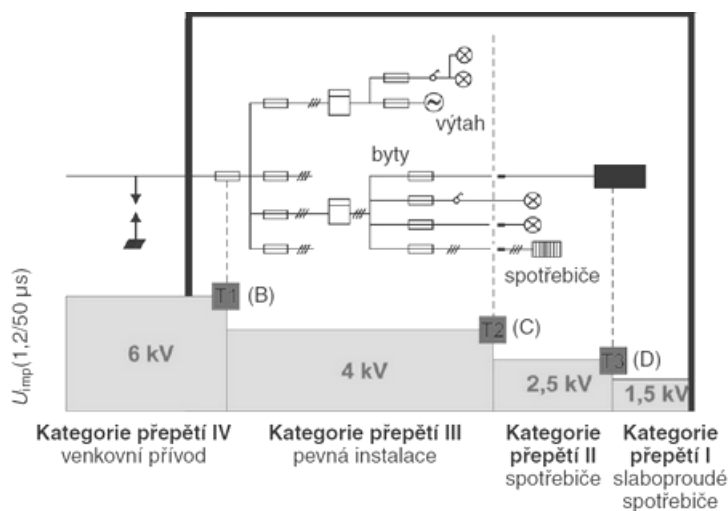 výtah
byty
spotřebiče
T1 (B)
T2 (C)
T3 (D)
Uimp(1,2/50 µs)
6 kV
4 kV
2,5 kV
1,5 kV
Kategorie přepětí IV
venkovní přívod
Kategorie přepětí III
pevná instalace
Kategorie
přepětí II
spotřebiče
Kategorie
přepětí I
slaboproudé
spotřebiče